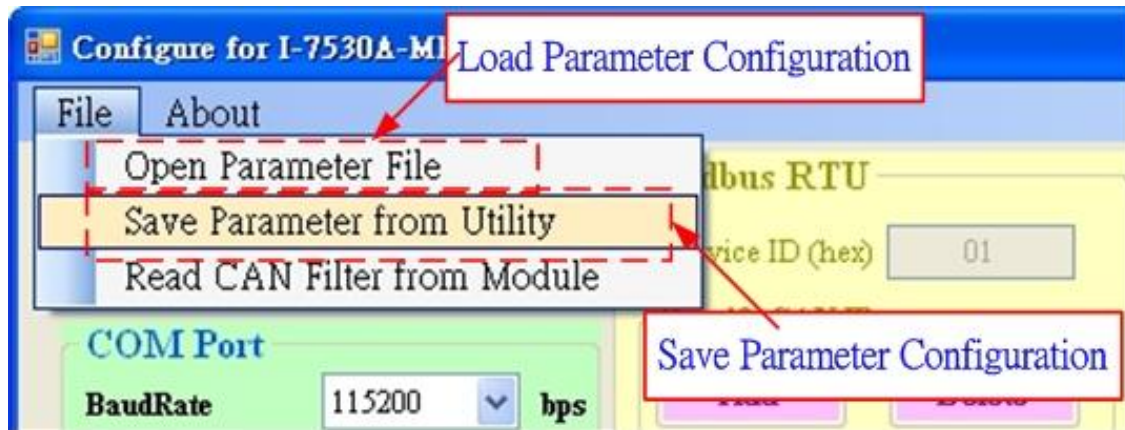 Configure for I-7530A-M
Load Parameter Configuration
File About
Open Parameter File
Save Parameter from Utility
Read CAN Filter from Module
dbus RTU
vice ID (hex) 01
Save Parameter Configuration
COM Port
BaudRate 115200 bps